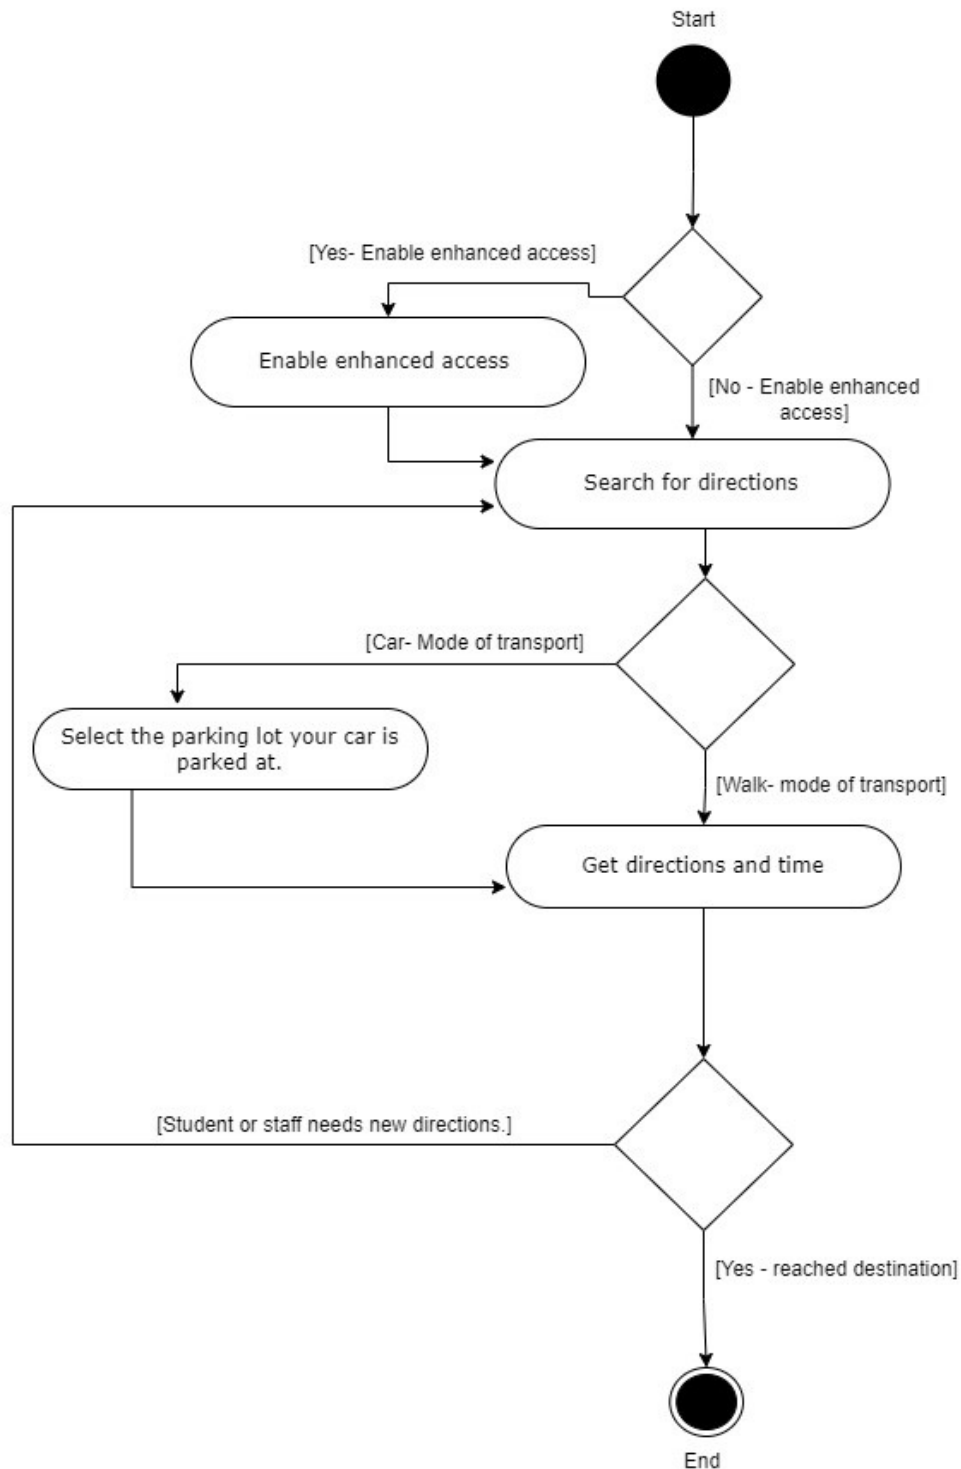 Start
[Yes- Enable enhanced access]
Enable enhanced access
[No - Enable enhanced
access]
Search for directions
[Car- Mode of transport]
Select the parking lot your car is
parked at.
[Walk- mode of transport]
Get directions and time
[Student or staff needs new directions.]
[Yes - reached destination]
End